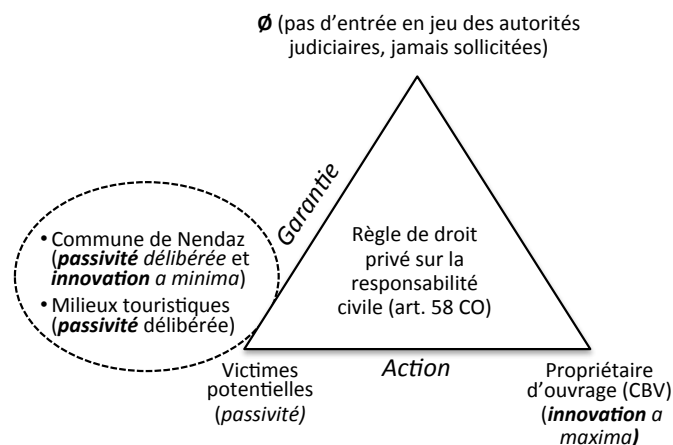 Ø (pas d’entrée en jeu des autorités
judiciaires, jamais sollicitées)
Garantie
• Commune de Nendaz
(passivité délibérée et
innovation a minima)
• Milieux touristiques
(passivité délibérée)
Règle de droit
privé sur la
responsabilité
civile (art. 58 CO)
Victimes
potentielles
(passivité)
Action
Propriétaire
d’ouvrage (CBV)
(innovation a
maxima)